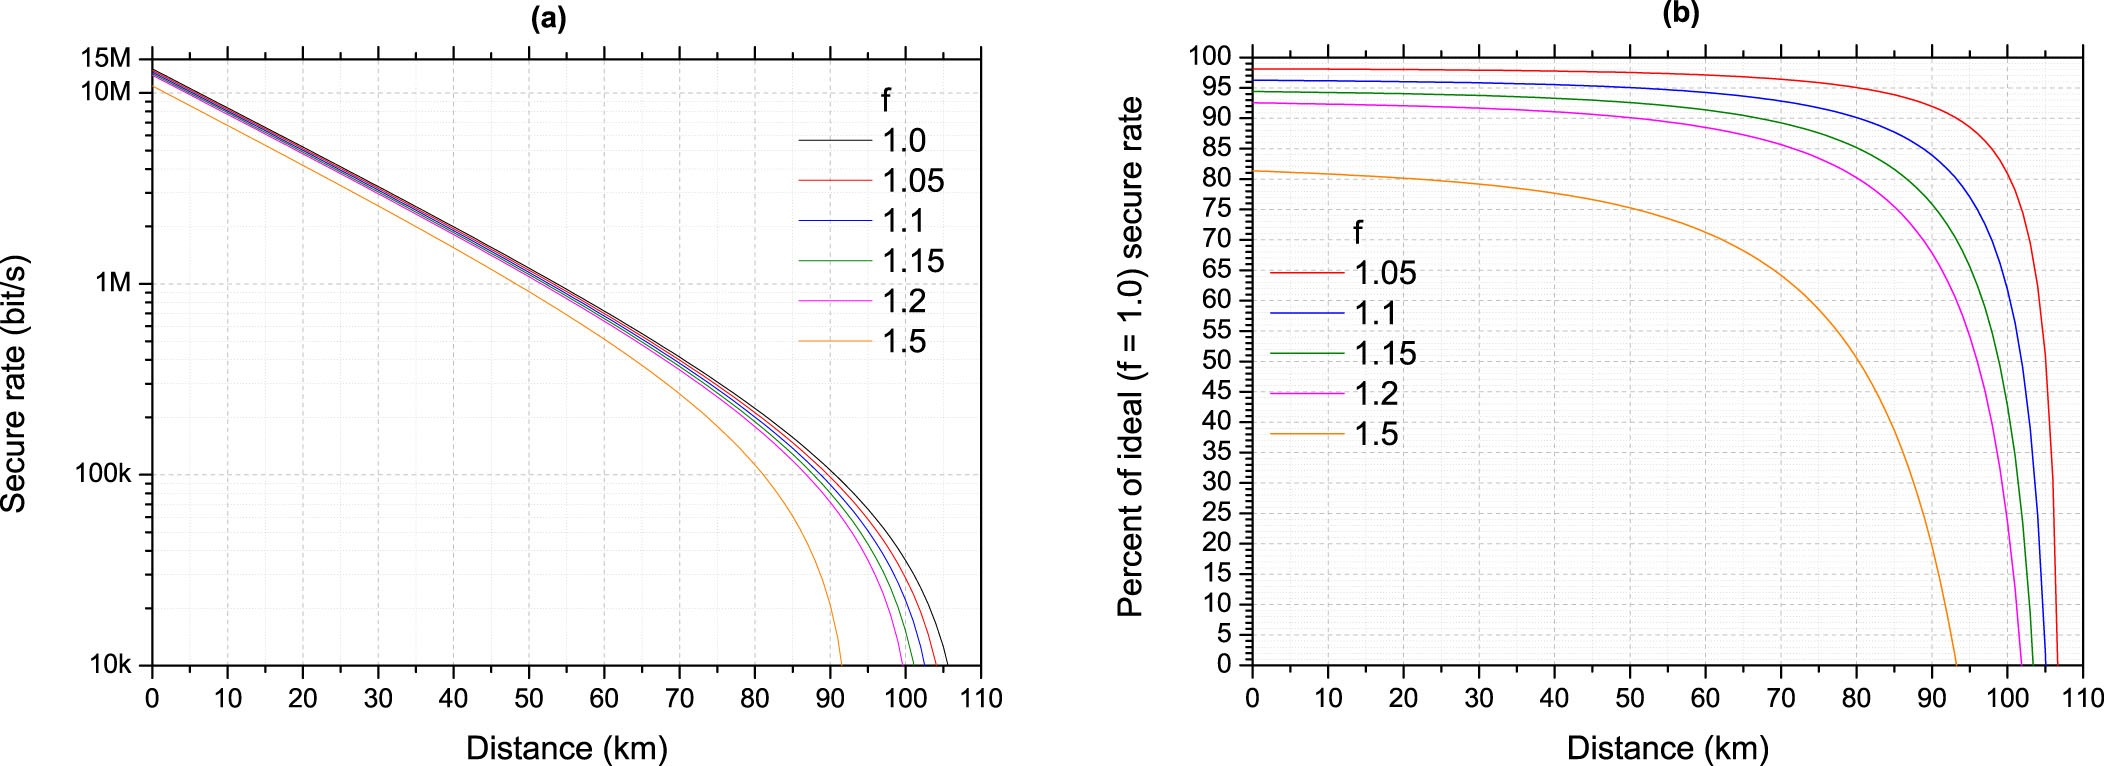 (a)
Secure rate (bit/s)
15M
10M
1M
100k
10k
0 10 20 30 40 50 60 70 80 90 100 110
Distance (km)
f
1.0
1.05
1.1
1.15
1.2
1.5
(b)
Percent of ideal (f = 1.0) secure rate
100
95
90
85
80
75
70
65
60
55
50
45
40
35
30
25
20
15
10
5
0
0 10 20 30 40 50 60 70 80 90 100 110
Distance (km)
f
1.05
1.1
1.15
1.2
1.5